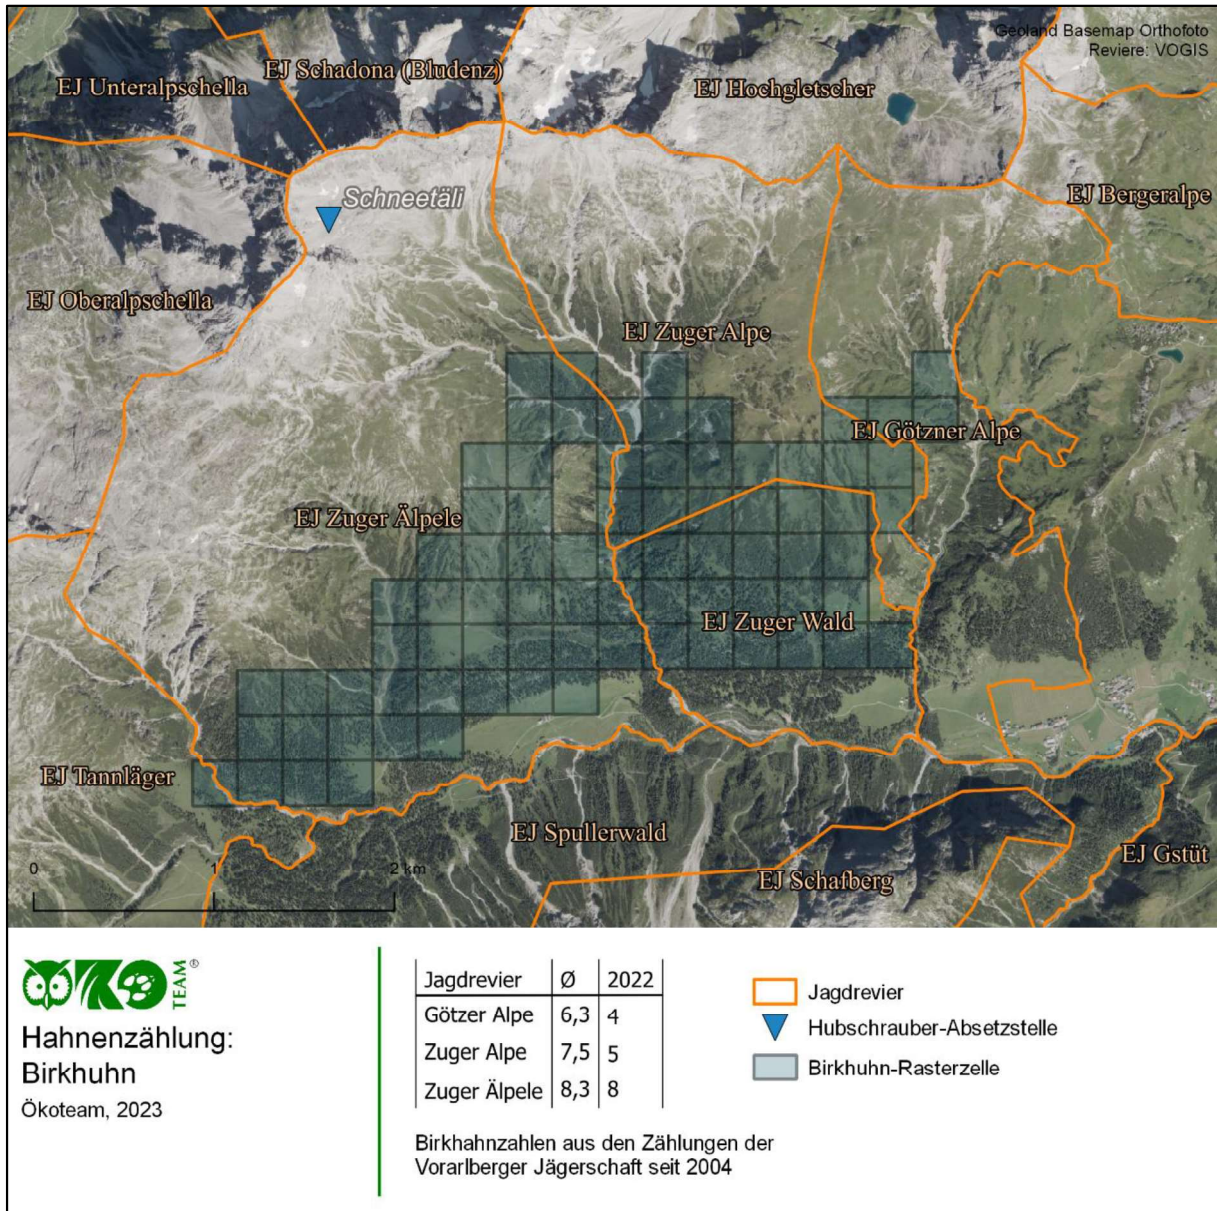 Geoland Basemap Orthofoto
Reviere: VOGIS
EJ Unteralpschella
EJ Schadona (Bludenz)
EJ Hochgletscher
Schneetäli
EJ Bergeralpe
EJ Oberalpschella
EJ Zuger Alpe
EJ Götzner Alpe
EJ Zuger Älpele
EJ Zuger Wald
EJ Tannläger
EJ Spullerwald
EJ Gstüt
EJ Schafberg
0 1 2 km
ÖKO TEAM ®
Hahnenzählung:
Birkhuhn
Ökoteam, 2023
Jagdrevier Ø 2022
Götzer Alpe 6,3 4
Zuger Alpe 7,5 5
Zuger Älpele 8,3 8
Birkhahnzahlen aus den Zählungen der
Vorarlberger Jägerschaft seit 2004
Jagdrevier
Hubschrauber-Absetzstelle
Birkhuhn-Rasterzelle